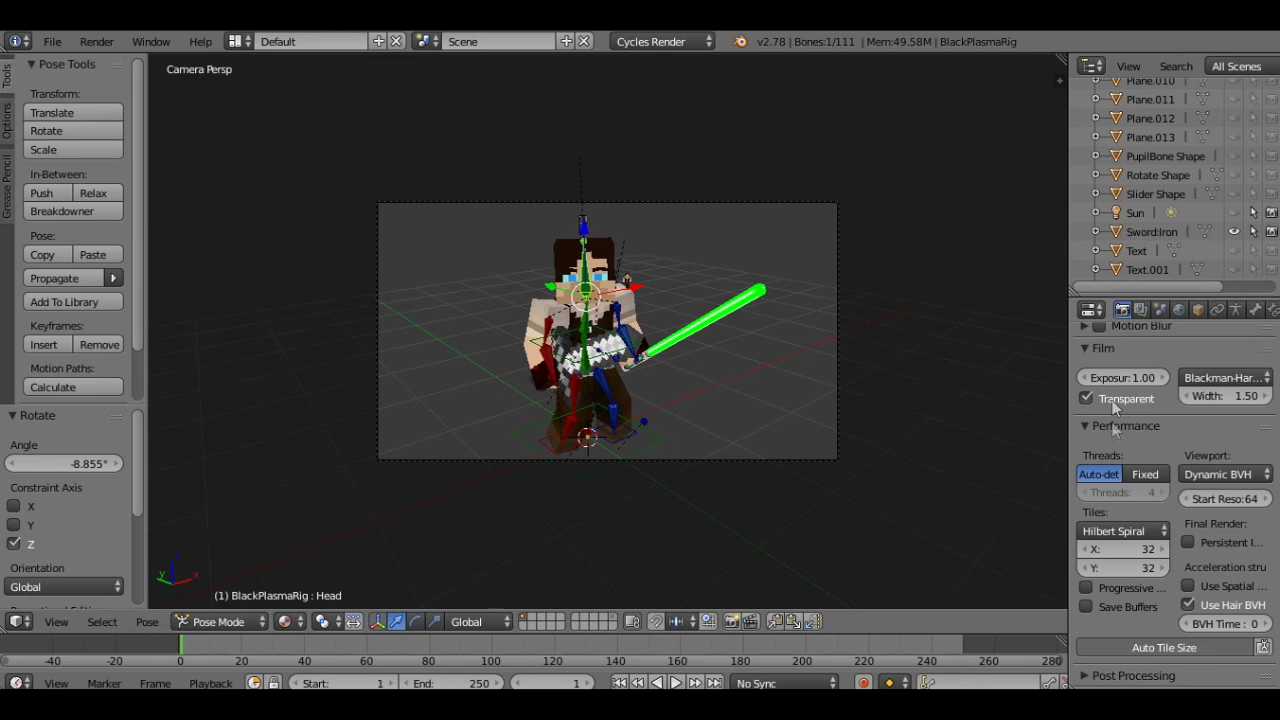 File Render Window Help Default Scene Cycles Render v2.78 | Bones:1/111 | Mem:49.58M | BlackPlasmaRig
Tools
Options
Grease Pencil
Pose Tools
Transform:
Translate
Rotate
Scale
In-Between:
Push Relax
Breakdowner
Pose:
Copy Paste
Propagate
Add To Library
Keyframes:
Insert Remove
Motion Paths:
Calculate
Rotate
Angle
-8.855°
Constraint Axis
X
Y
Z
Orientation
Global
Camera Persp
(1) BlackPlasmaRig : Head
View Select Pose Pose Mode Global
-40 -20 0 20 40 60 80 100 120 140 160 180 200 220 240 260 280
View Marker Frame Playback Start: 1 End: 250 1 No Sync
View Search All Scenes
Plane.010
Plane.011
Plane.012
Plane.013
PupilBone Shape
Rotate Shape
Slider Shape
Sun
Sword:Iron
Text
Text.001
Motion Blur
Film
Exposur: 1.00 Blackman-Har...
Transparent Width: 1.50
Performance
Threads: Viewport:
Auto-det Fixed Dynamic BVH
Threads: 4 Start Reso: 64
Tiles: Final Render:
Hilbert Spiral Persistent I...
X: 32
Y: 32 Acceleration stru
Progressive ... Use Spatial ...
Save Buffers Use Hair BVH
BVH Time : 0
Auto Tile Size
Post Processing
x
y